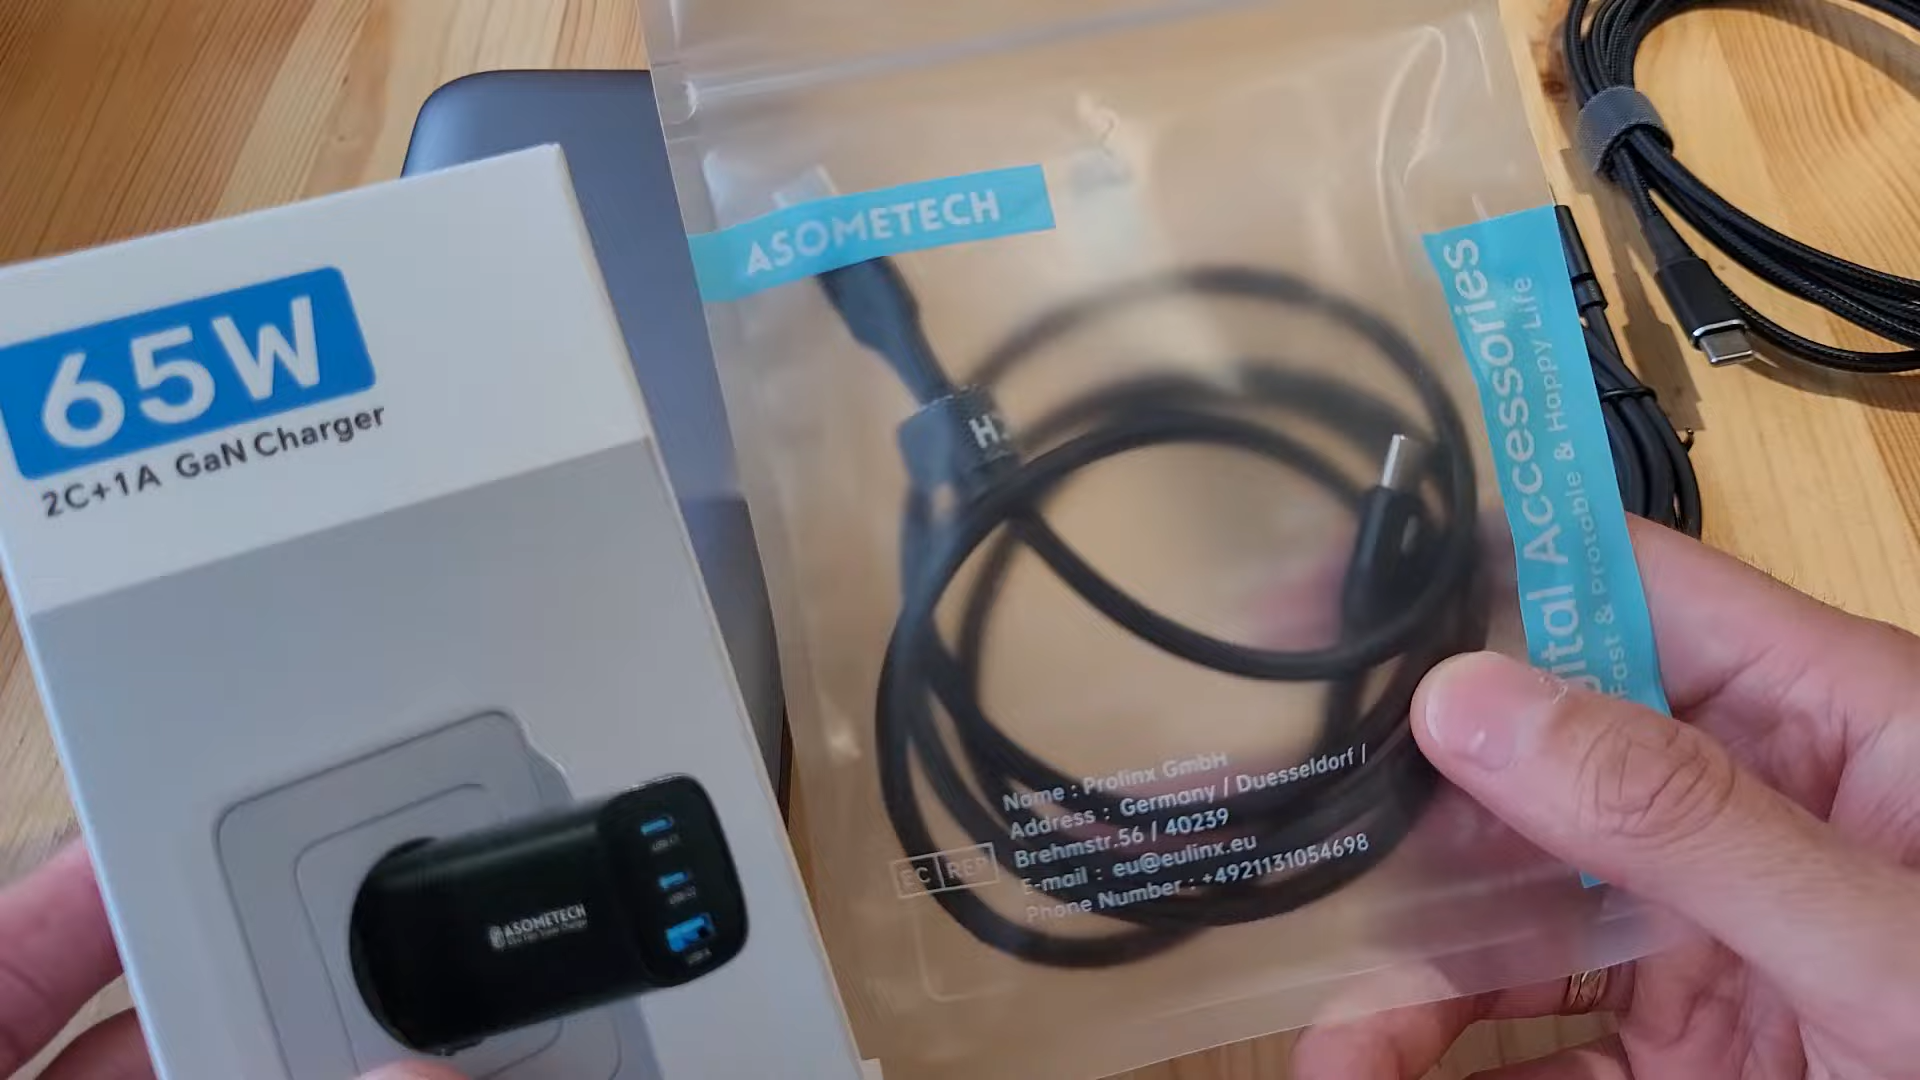 65W
2C+1A GaN Charger
ASOMETECH
USB-A
ASOMETECH
H
Digital Accessories
Fast & Protable & Happy Life
Name : Prolinx GmbH
Address : Germany / Duesseldorf /
Brehmstr.56 / 40239
E-mail : eu@eulinx.eu
Phone Number : +4921131054698
EC REP